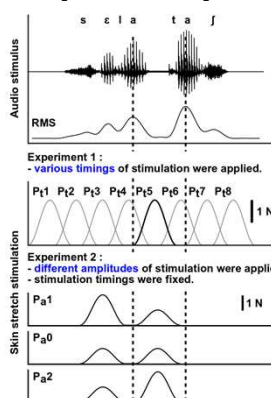 s ɛ l a t a ʃ
Audio stimulus
RMS
Experiment 1 :
- various timings of stimulation were applied.
Pt1 Pt2 Pt3 Pt4 Pt5 Pt6 Pt7 Pt8
1 N
Experiment 2 :
- different amplitudes of stimulation were applie
- stimulation timings were fixed.
Skin stretch stimulation
Pa1
1 N
Pa0
Pa2